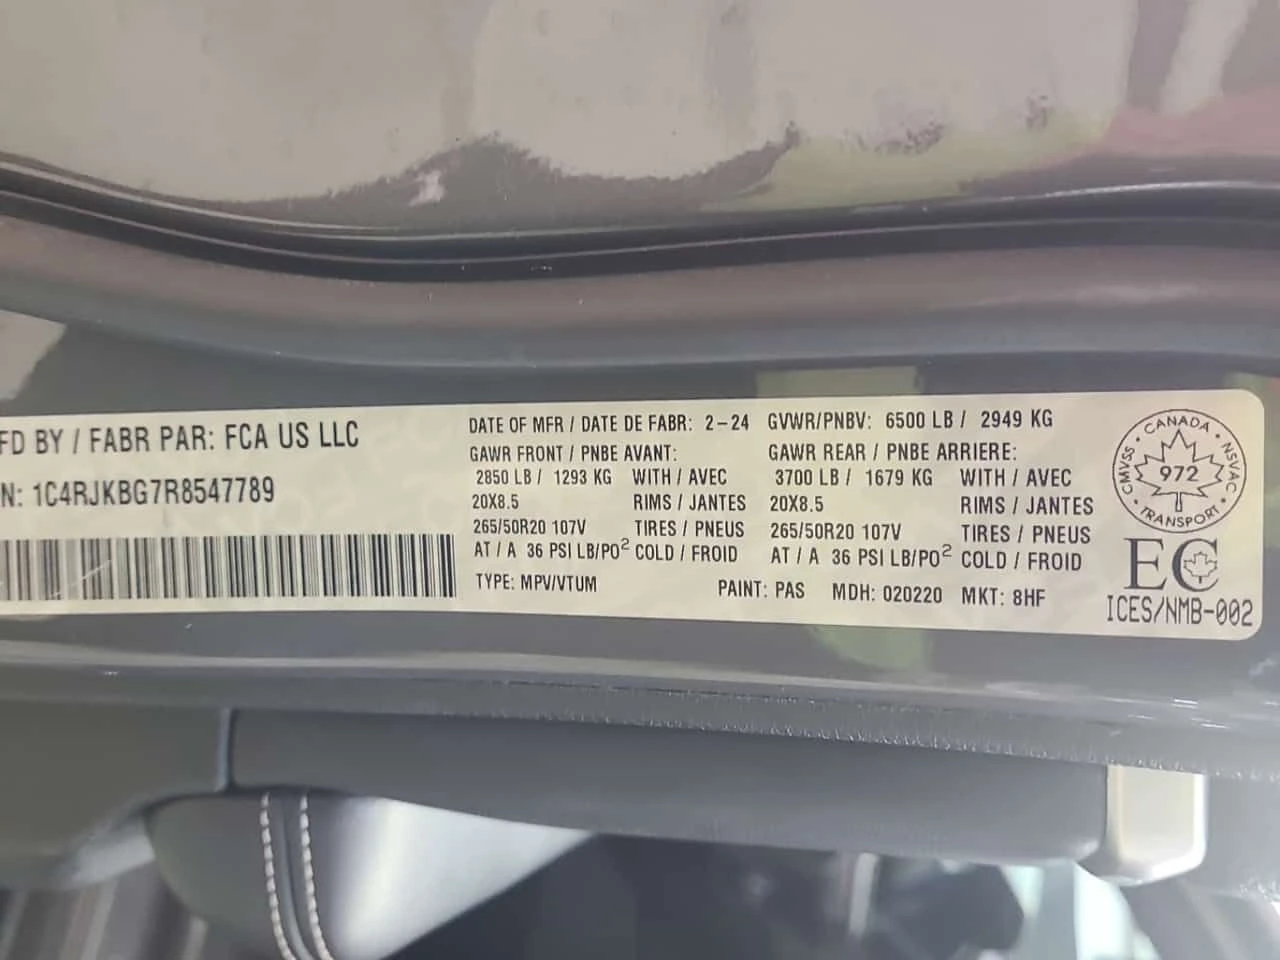 FD BY / FABR PAR: FCA US LLC
N: 1C4RJKBG7R8547789
DATE OF MFR / DATE DE FABR: 2-24
GAWR FRONT / PNBE AVANT:
2850 LB / 1293 KG WITH / AVEC
20X8.5 RIMS / JANTES
265/50R20 107V TIRES / PNEUS
AT / A 36 PSI LB/PO² COLD / FROID
TYPE: MPV/VTUM
GVWR/PNBV: 6500 LB / 2949 KG
GAWR REAR / PNBE ARRIERE:
3700 LB / 1679 KG WITH / AVEC
20X8.5 RIMS / JANTES
265/50R20 107V TIRES / PNEUS
AT / A 36 PSI LB/PO² COLD / FROID
PAINT: PAS MDH: 020220 MKT: 8HF
CANADA
CMVSS • NSVAC
972
TRANSPORT
EC
ICES/NMB-002